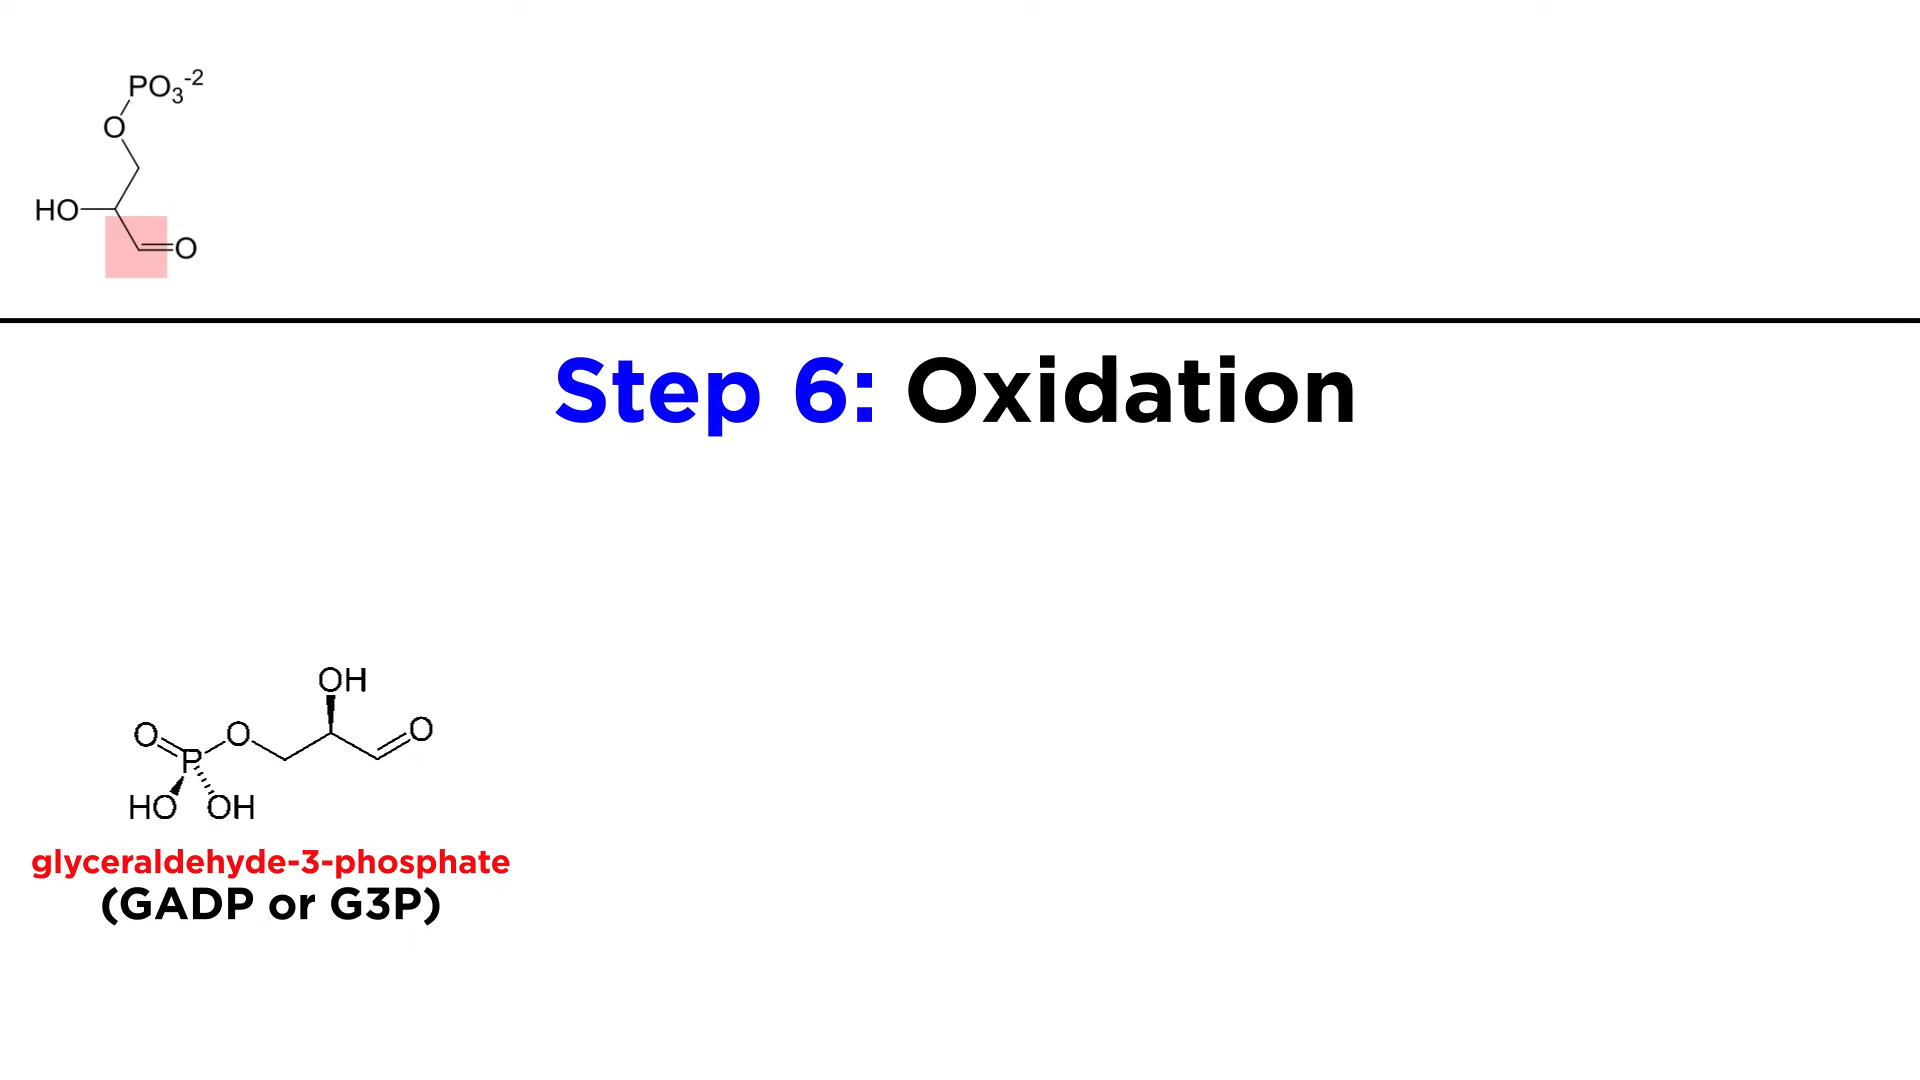 PO3-2
O
HO
O
Step 6: Oxidation
OH
O
O
O
P
HO
OH
glyceraldehyde-3-phosphate
(GADP or G3P)